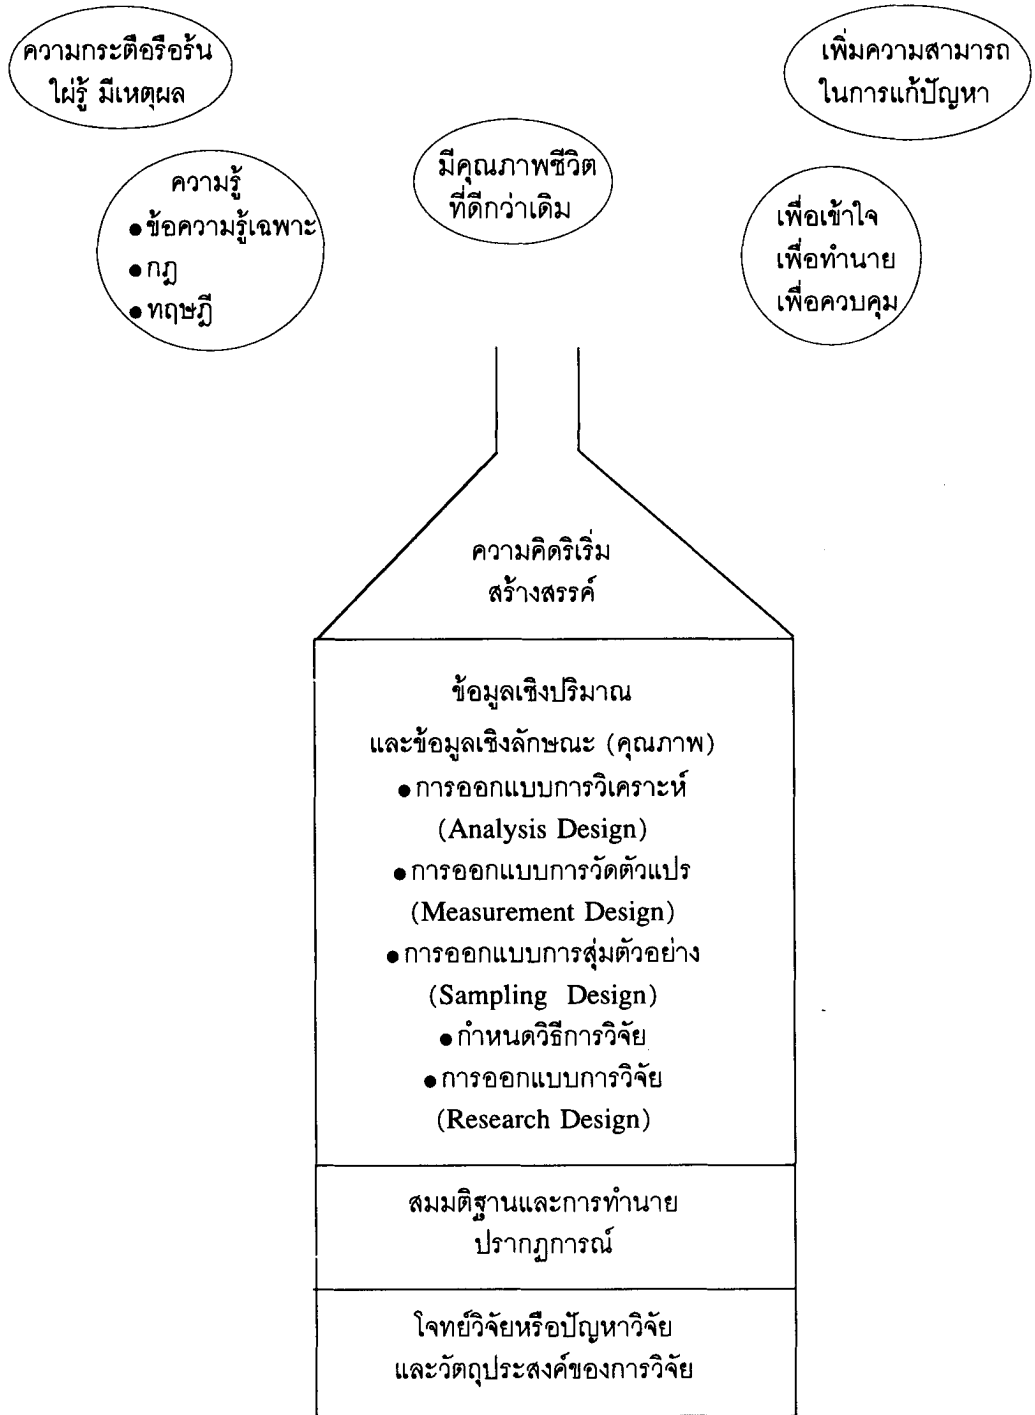 ความกระตือรือร้น
ใผ่รู้ มีเหตุผล
เพิ่มความสามารถ
ในการแก้ปัญหา
มีคุณภาพชีวิต
ที่ดีกว่าเดิม
ความรู้
● ข้อความรู้เฉพาะ
● กฎ
● ทฤษฎี
เพื่อเข้าใจ
เพื่อทำนาย
เพื่อควบคุม
ความคิดริเริ่ม
สร้างสรรค์
ข้อมูลเชิงปริมาณ
และข้อมูลเชิงลักษณะ (คุณภาพ)
● การออกแบบการวิเคราะห์
(Analysis Design)
● การออกแบบการวัดตัวแปร
(Measurement Design)
● การออกแบบการสุ่มตัวอย่าง
(Sampling Design)
● กำหนดวิธีการวิจัย
● การออกแบบการวิจัย
(Research Design)
สมมติฐานและการทำนาย
ปรากฏการณ์
โจทย์วิจัยหรือปัญหาวิจัย
และวัตถุประสงค์ของการวิจัย